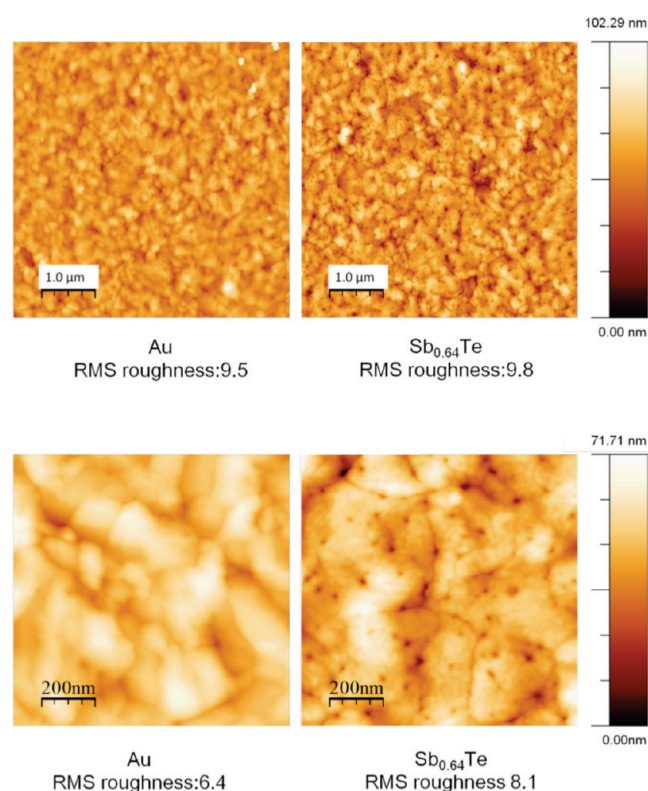 102.29 nm
1.0 µm
1.0 µm
0.00 nm
Au
RMS roughness:9.5
Sb0.64Te
RMS roughness:9.8
71.71 nm
200nm
200nm
0.00nm
Au
RMS roughness:6.4
Sb0.64Te
RMS roughness 8.1